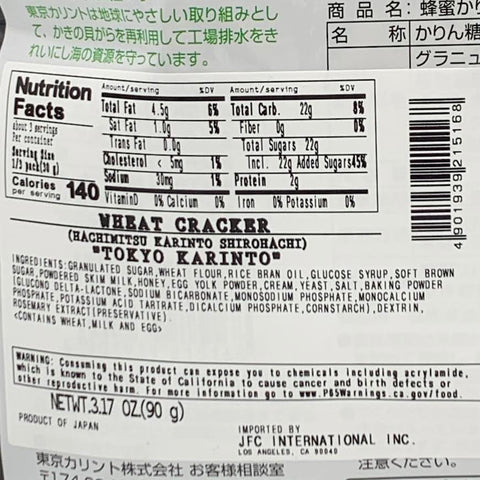 東京カリントは地球にやさしい取り組みとし
て、かきの貝がらを再利用して工場排水をき
れいにし海の資源を守っています。
商 品 名：蜂蜜か
名 称 かりん糖
グラニュ
Nutrition Facts
about 3 servings
Per container
Serving Size
1/3 pack(30 g)
Calories per serving 140
Amount/serving %DV Amount/serving %DV
Total Fat 4.5g 6% Total Carb. 22g 8%
Sat Fat 1.0g 5% Fiber 0g 0%
Trans Fat 0.0g Total Sugars 22g
Cholesterol < 5mg 1% Incl. 22g Added Sugars45%
Sodium 30mg 1% Protein 2g
VitaminD 0% Calcium 0% Iron 0% Potassium 0%
4 901939 215168
WHEAT CRACKER
(HACHIMITSU KARINTO SHIROHACHI)
"TOKYO KARINTO"
INGREDIENTS:GRANULATED SUGAR,WHEAT FLOUR,RICE BRAN OIL,GLUCOSE SYRUP,SOFT BROWN
SUGAR,POWDERED SKIM MILK,HONEY,EGG YOLK POWDER,CREAM,YEAST,SALT,BAKING POWDER
(GLUCONO DELTA-LACTONE,SODIUM BICARBONATE,MONOSODIUM PHOSPHATE,MONOCALCIUM
PHOSPHATE,POTASSIUM ACID TARTRATE,DICALCIUM PHOSPHATE,CORNSTARCH),DEXTRIN,
ROSEMARY EXTRACT(PRESERVATIVE).
<CONTAINS WHEAT,MILK AND EGG>
WARNING: Consuming this product can expose you to chemicals including acrylamide,
which is known to the State of California to cause cancer and birth defects or
other reproductive harm. For more information go to www.P65Warnings.ca.gov/food.
NETWT.3.17 OZ(90 g)
PRODUCT OF JAPAN
IMPORTED BY
JFC INTERNATIONAL INC.
LOS ANGELES, CA 90040
東京カリント株式会社 お客様相談室
注意ください。
〒174